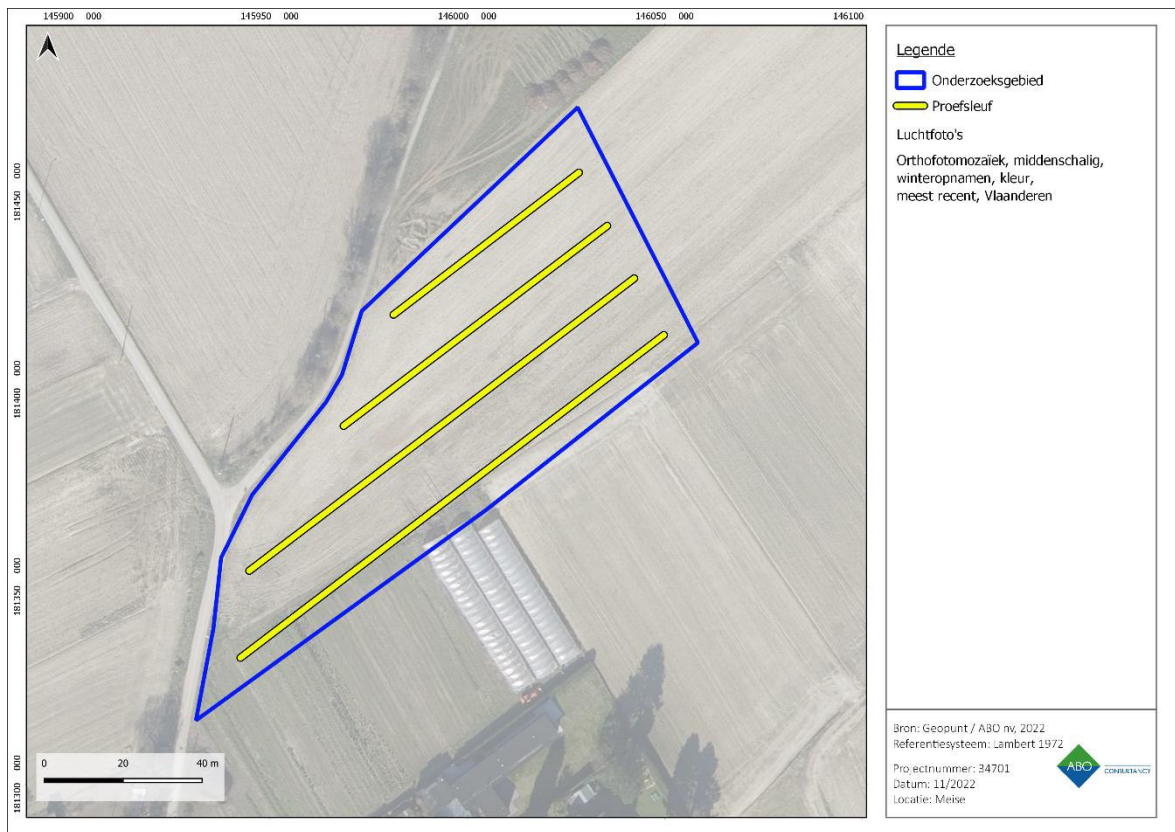 145900 000 145950 000 146000 000 146050 000 146100
181450 000
181400 000
181350 000
181300 000
0 20 40 m
Legende
Onderzoeksgebied
Proefsleuf
Luchtfoto's
Orthofotomozaïek, middenschalig,
winteropnamen, kleur,
meest recent, Vlaanderen
Bron: Geopunt / ABO nv, 2022
Referentiesysteem: Lambert 1972
Projectnummer: 34701
Datum: 11/2022
Locatie: Meise
ABO
CONSULTANCY